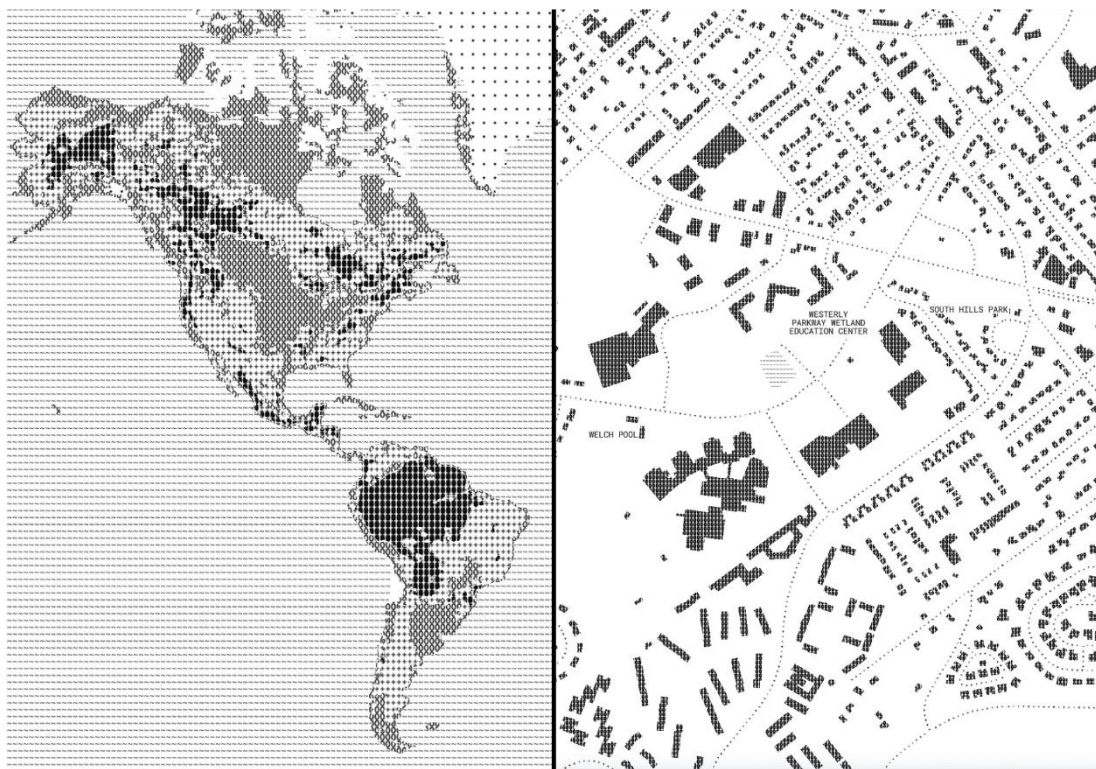 WESTERLY
PARKWAY WETLAND
EDUCATION CENTER
SOUTH HILLS PARK
WELCH POOL